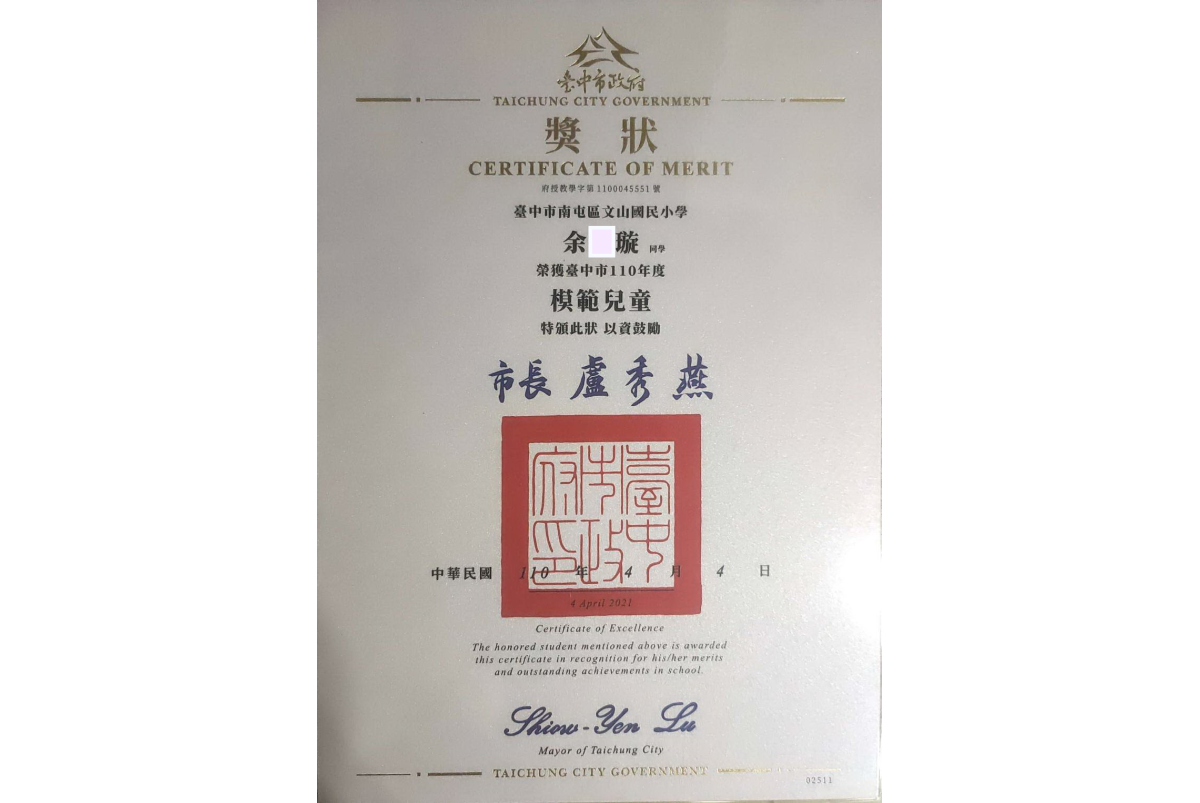 臺中市政府
TAICHUNG CITY GOVERNMENT
獎 狀
CERTIFICATE OF MERIT
府授教學字第1100045551號
臺中市南屯區文山國民小學
余 璇 同學
榮獲臺中市110年度
模範兒童
特頒此狀 以資鼓勵
市長 盧秀燕
臺中市政府印
中華民國 110 年 4 月 4 日
4 April 2021
Certificate of Excellence
The honored student mentioned above is awarded
this certificate in recognition for his/her merits
and outstanding achievements in school.
Shiow-Yen Lu
Mayor of Taichung City
TAICHUNG CITY GOVERNMENT
02511